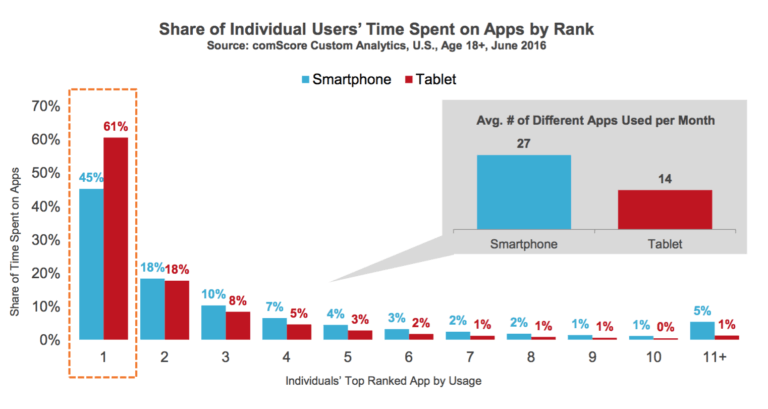 Share of Individual Users' Time Spent on Apps by Rank
Source: comScore Custom Analytics, U.S., Age 18+, June 2016
Smartphone Tablet
Share of Time Spent on Apps
70%
60%
50%
40%
30%
20%
10%
0%
45% 61%
18% 18%
10% 8%
7% 5%
4% 3%
3% 2%
2% 1%
2% 1%
1% 1%
1% 0%
5% 1%
1 2 3 4 5 6 7 8 9 10 11+
Individuals' Top Ranked App by Usage
Avg. # of Different Apps Used per Month
27 14
Smartphone Tablet